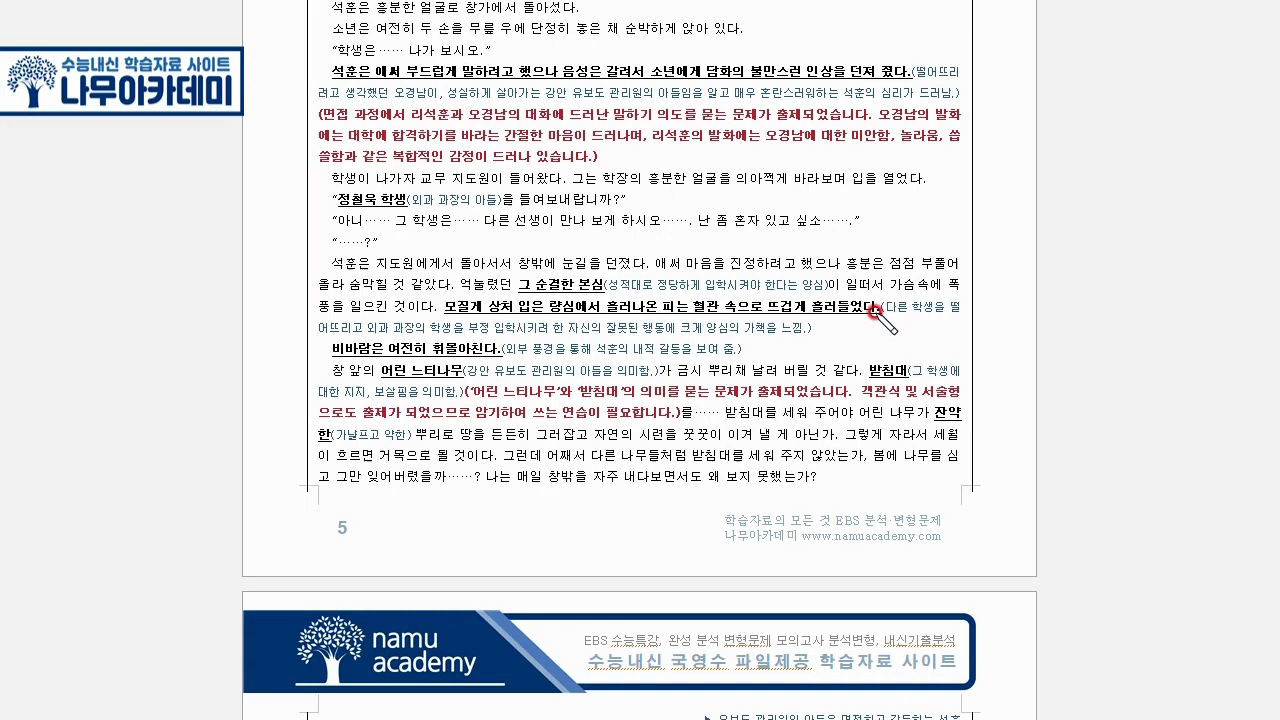 석훈은 흥분한 얼굴로 창가에서 돌아섰다.
소년은 여전히 두 손을 무릎 우에 단정히 놓은 채 순박하게 앉아 있다.
“학생은…… 나가 보시오.”
수능내신 학습자료 사이트
나무아카데미
석훈은 애써 부드럽게 말하려고 했으나 음성은 갈려서 소년에게 담화의 불만스런 인상을 던져 줬다.(떨어뜨리
려고 생각했던 오경남이, 성실하게 살아가는 강안 유보도 관리원의 아들임을 알고 매우 혼란스러워하는 석훈의 심리가 드러남.)
(면접 과정에서 리석훈과 오경남의 대화에 드러난 말하기 의도를 묻는 문제가 출제되었습니다. 오경남의 발화
에는 대학에 합격하기를 바라는 간절한 마음이 드러나며, 리석훈의 발화에는 오경남에 대한 미안함, 놀라움, 씁
쓸함과 같은 복합적인 감정이 드러나 있습니다.)
학생이 나가자 교무 지도원이 들어왔다. 그는 학장의 흥분한 얼굴을 의아쩍게 바라보며 입을 열었다.
“정철욱 학생(외과 과장의 아들)을 들여보내랍니까?”
“아니…… 그 학생은…… 다른 선생이 만나 보게 하시오……. 난 좀 혼자 있고 싶소…….”
“……?”
석훈은 지도원에게서 돌아서서 창밖에 눈길을 던졌다. 애써 마음을 진정하려고 했으나 흥분은 점점 부풀어
올라 숨막힐 것 같았다. 억눌렸던 그 순결한 본심(성적대로 정당하게 입학시켜야 한다는 양심)이 일떠서 가슴속에 폭
풍을 일으킨 것이다. 모질게 상처 입은 량심에서 흘러나온 피는 혈관 속으로 뜨겁게 흘러들었다.(다른 학생을 떨
어뜨리고 외과 과장의 학생을 부정 입학시키려 한 자신의 잘못된 행동에 크게 양심의 가책을 느낌.)
비바람은 여전히 휘몰아친다.(외부 풍경을 통해 석훈의 내적 갈등을 보여 줌.)
창 앞의 어린 느티나무(강안 유보도 관리원의 아들을 의미함.)가 금시 뿌리채 날려 버릴 것 같다. 받침대(그 학생에
대한 지지, 보살핌을 의미함.)(‘어린 느티나무’와 ‘받침대’의 의미를 묻는 문제가 출제되었습니다. 객관식 및 서술형
으로도 출제가 되었으므로 암기하여 쓰는 연습이 필요합니다.)를…… 받침대를 세워 주어야 어린 나무가 잔약
한(가냘프고 약한) 뿌리로 땅을 든든히 그러잡고 자연의 시련을 꿋꿋이 이겨 낼 게 아닌가. 그렇게 자라서 세월
이 흐르면 거목으로 될 것이다. 그런데 어째서 다른 나무들처럼 받침대를 세워 주지 않았는가, 봄에 나무를 심
고 그만 잊어버렸을까……? 나는 매일 창밖을 자주 내다보면서도 왜 보지 못했는가?
5
학습자료의 모든 것 EBS 분석·변형문제
나무아카데미 www.namuacademy.com
namu
academy
EBS 수능특강, 완성 분석 변형문제 모의고사 분석변형, 내신기출분석
수능내신 국영수 파일제공 학습자료 사이트